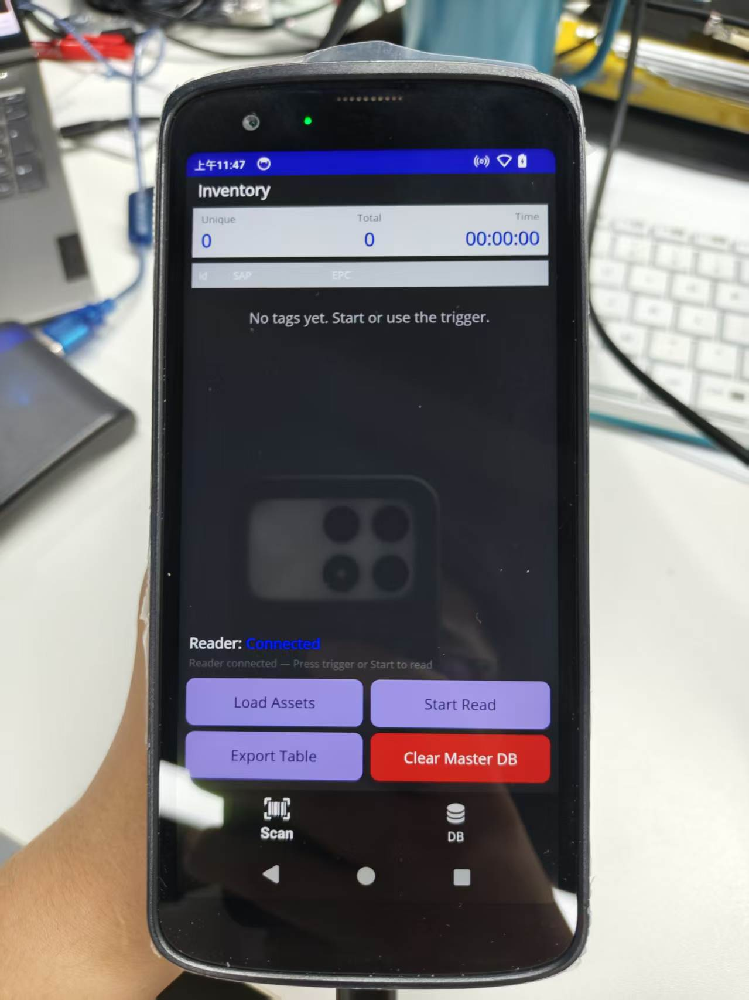 上午11:47
Inventory
Unique Total Time
0 0 00:00:00
Id SAP EPC
No tags yet. Start or use the trigger.
Reader: Connected
Reader connected — Press trigger or Start to read
Load Assets Start Read
Export Table Clear Master DB
Scan DB